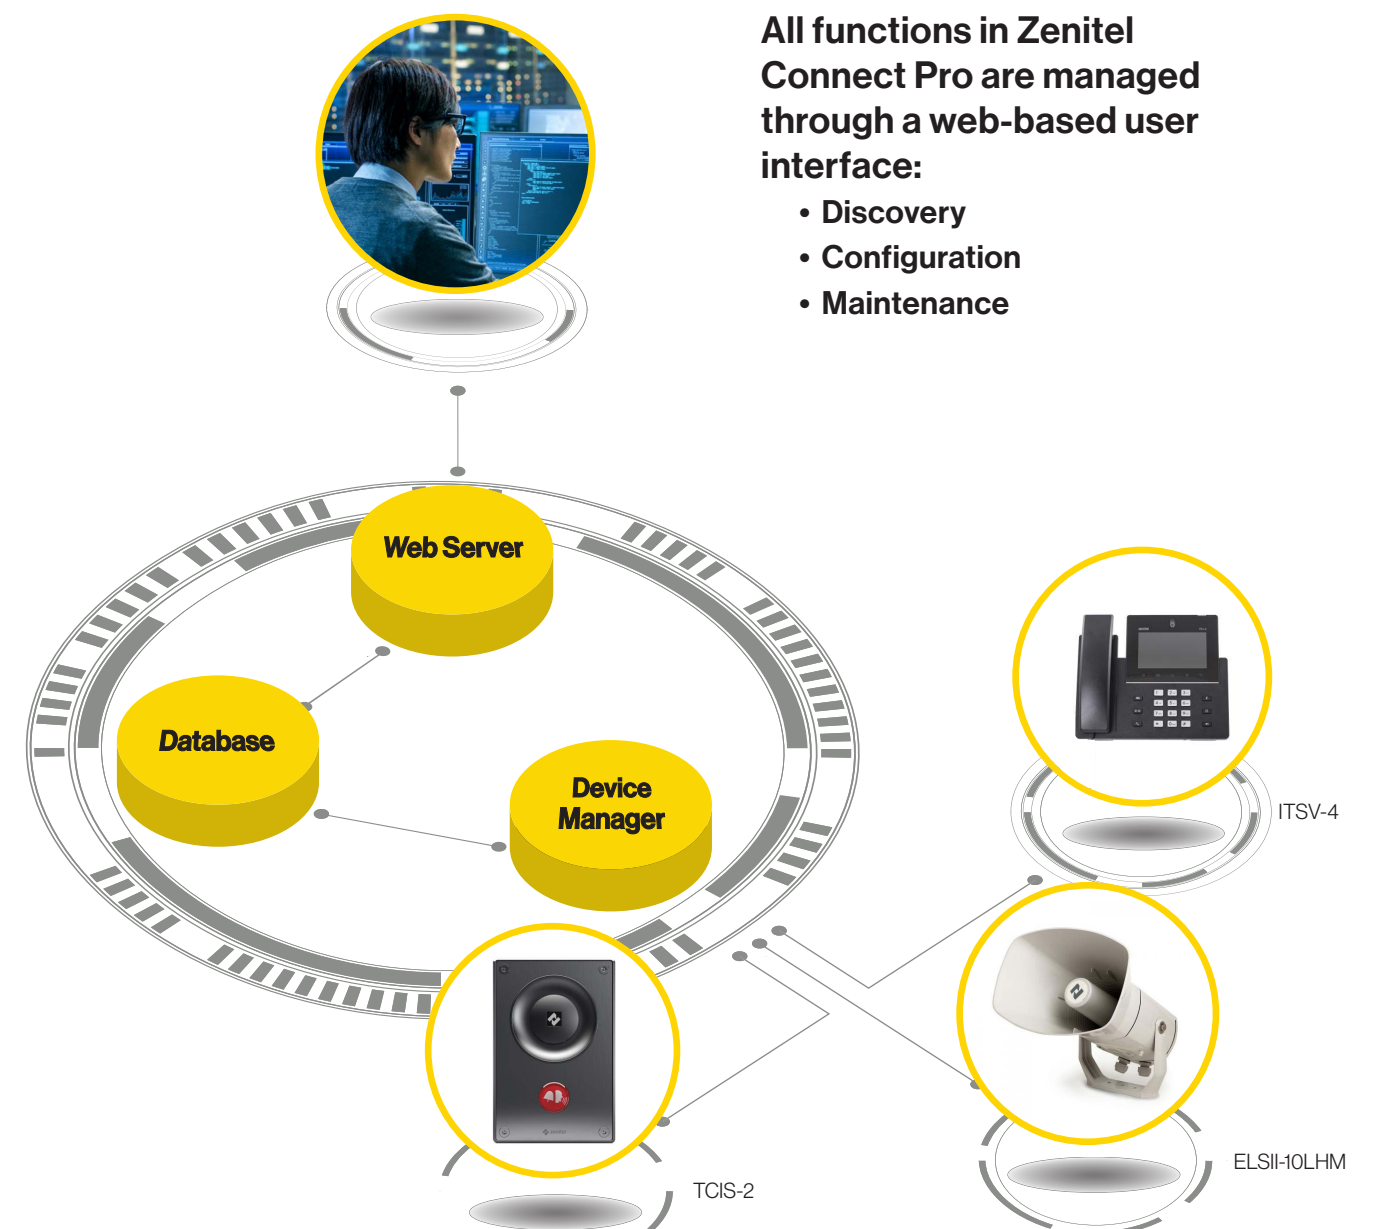 All functions in Zenitel
Connect Pro are managed
through a web-based user
interface:
• Discovery
• Configuration
• Maintenance
Web Server
Database
Device
Manager
ITSV-4
ELSII-10LHM
TCIS-2